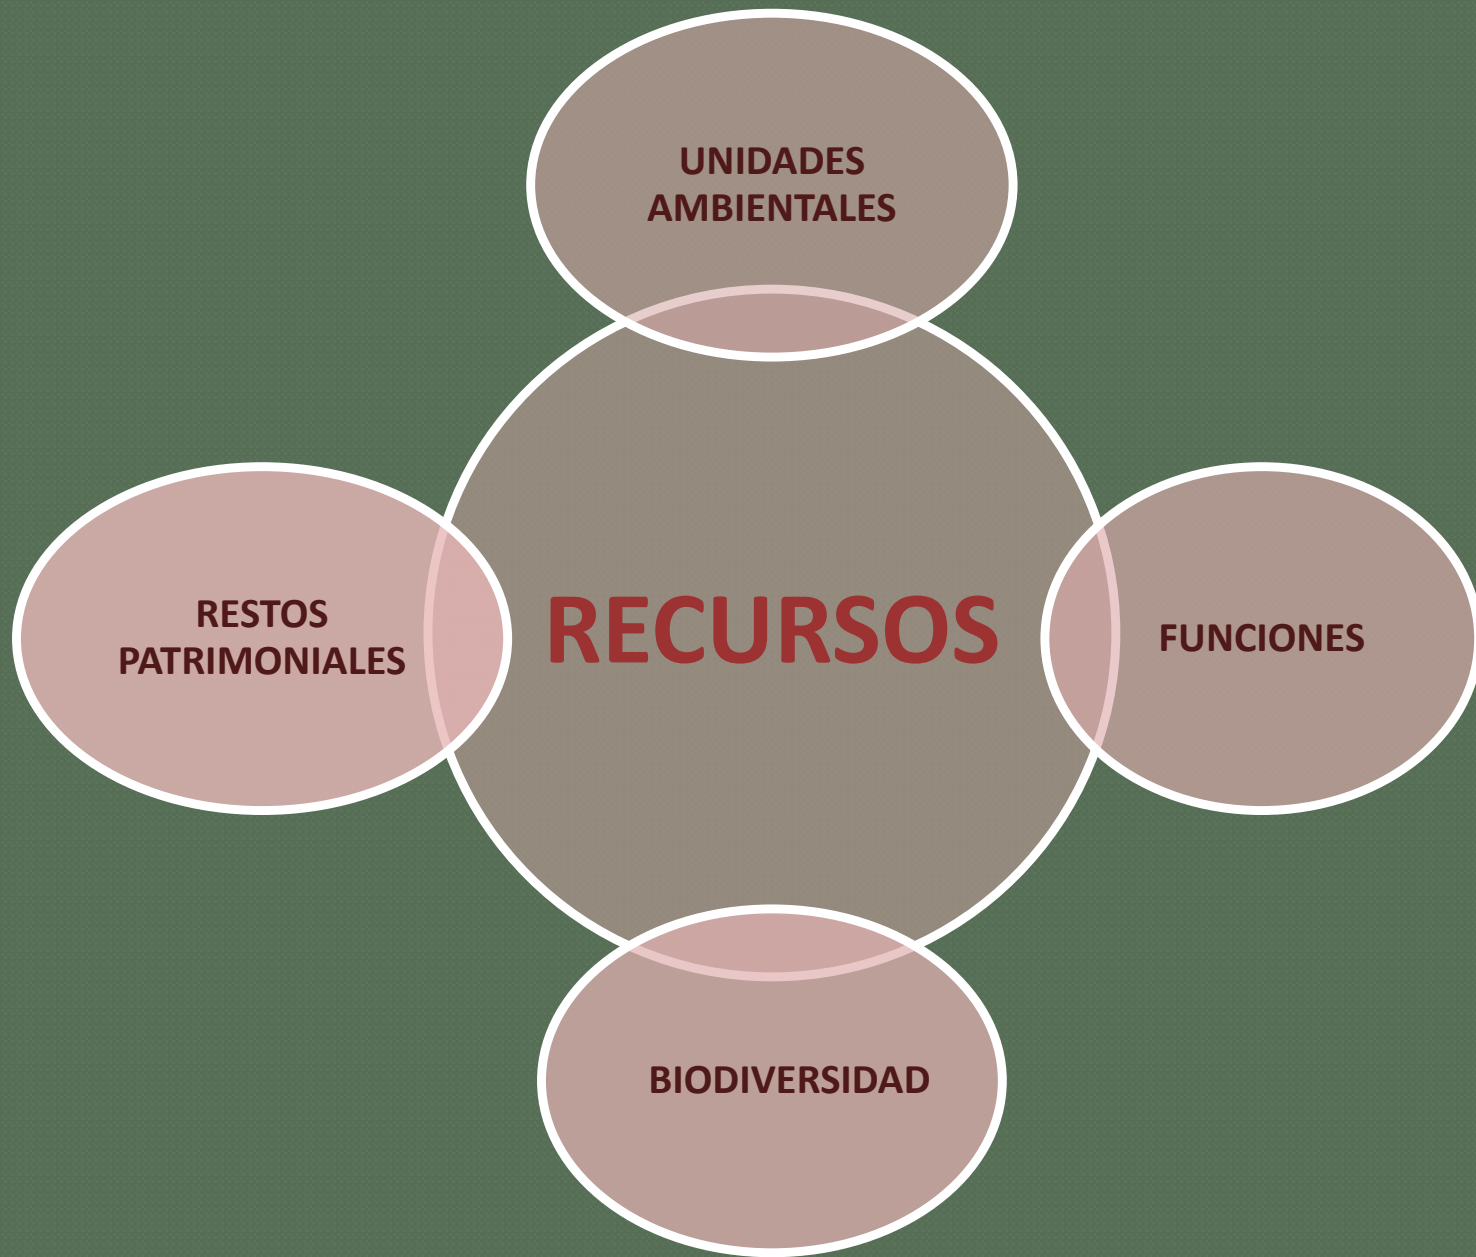 UNIDADES
AMBIENTALES
RESTOS
PATRIMONIALES
RECURSOS
FUNCIONES
BIODIVERSIDAD